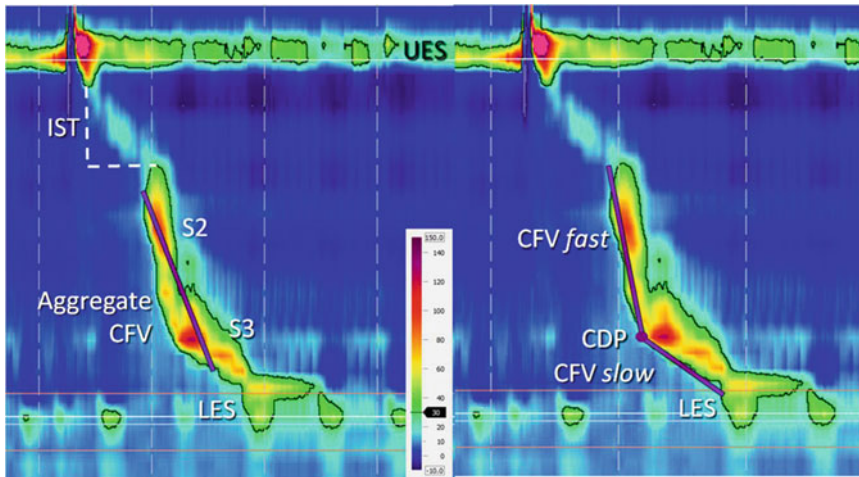 UES
IST
S2
Aggregate
CFV
S3
LES
150.0
140
120
100
80
60
40
30
20
10
0
-10.0
CFV fast
CDP
CFV slow
LES